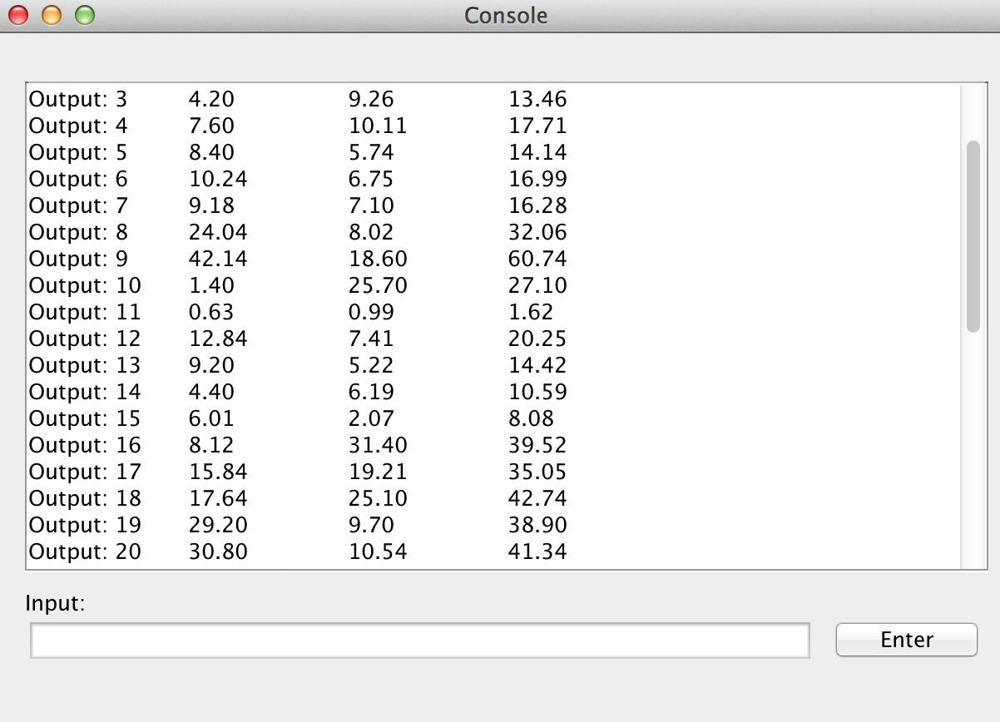 Console
Output: 3 4.20 9.26 13.46
Output: 4 7.60 10.11 17.71
Output: 5 8.40 5.74 14.14
Output: 6 10.24 6.75 16.99
Output: 7 9.18 7.10 16.28
Output: 8 24.04 8.02 32.06
Output: 9 42.14 18.60 60.74
Output: 10 1.40 25.70 27.10
Output: 11 0.63 0.99 1.62
Output: 12 12.84 7.41 20.25
Output: 13 9.20 5.22 14.42
Output: 14 4.40 6.19 10.59
Output: 15 6.01 2.07 8.08
Output: 16 8.12 31.40 39.52
Output: 17 15.84 19.21 35.05
Output: 18 17.64 25.10 42.74
Output: 19 29.20 9.70 38.90
Output: 20 30.80 10.54 41.34
Input:
Enter